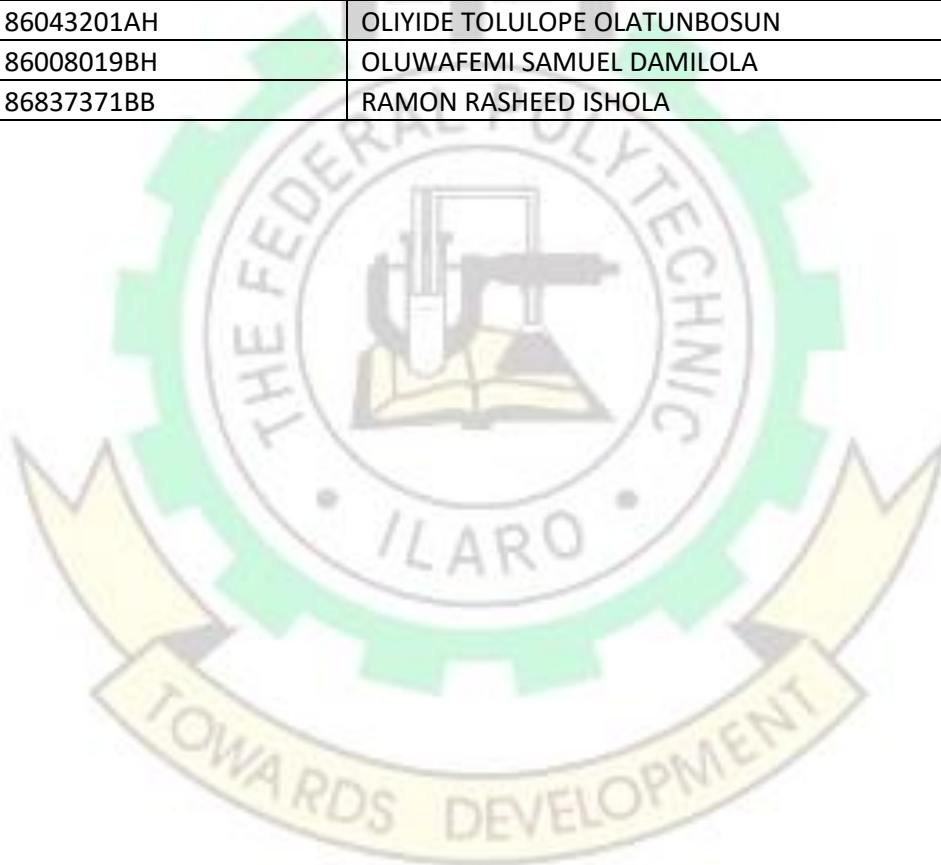 86043201AH OLIYIDE TOLULOPE OLATUNBOSUN
86008019BH OLUWAFEMI SAMUEL DAMILOLA
86837371BB RAMON RASHEED ISHOLA
THE FEDERAL POLYTECHNIC
• ILARO •
TOWARDS DEVELOPMENT